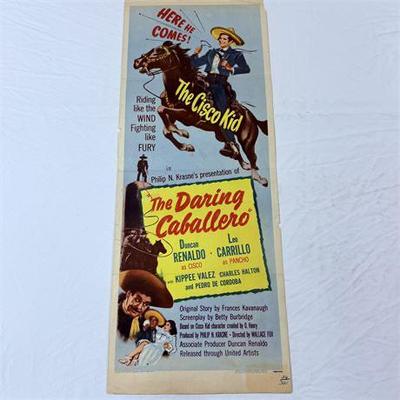 HERE HE
COMES!
The Cisco Kid
Riding
like the
WIND
Fighting
like
FURY
in
Philip N. Krasne's presentation of
The Daring
Caballero
Duncan
RENALDO
as CISCO
Leo
CARRILLO
as PANCHO
with KIPPEE VALEZ CHARLES HALTON
and PEDRO DE CORDOBA
Original Story by Frances Kavanaugh
Screenplay by Betty Burbridge
Based on Cisco Kid character created by O. Henry
Produced by PHILIP N. KRASNE • Directed by WALLACE FOX
Associate Producer Duncan Renaldo
Released through United Artists